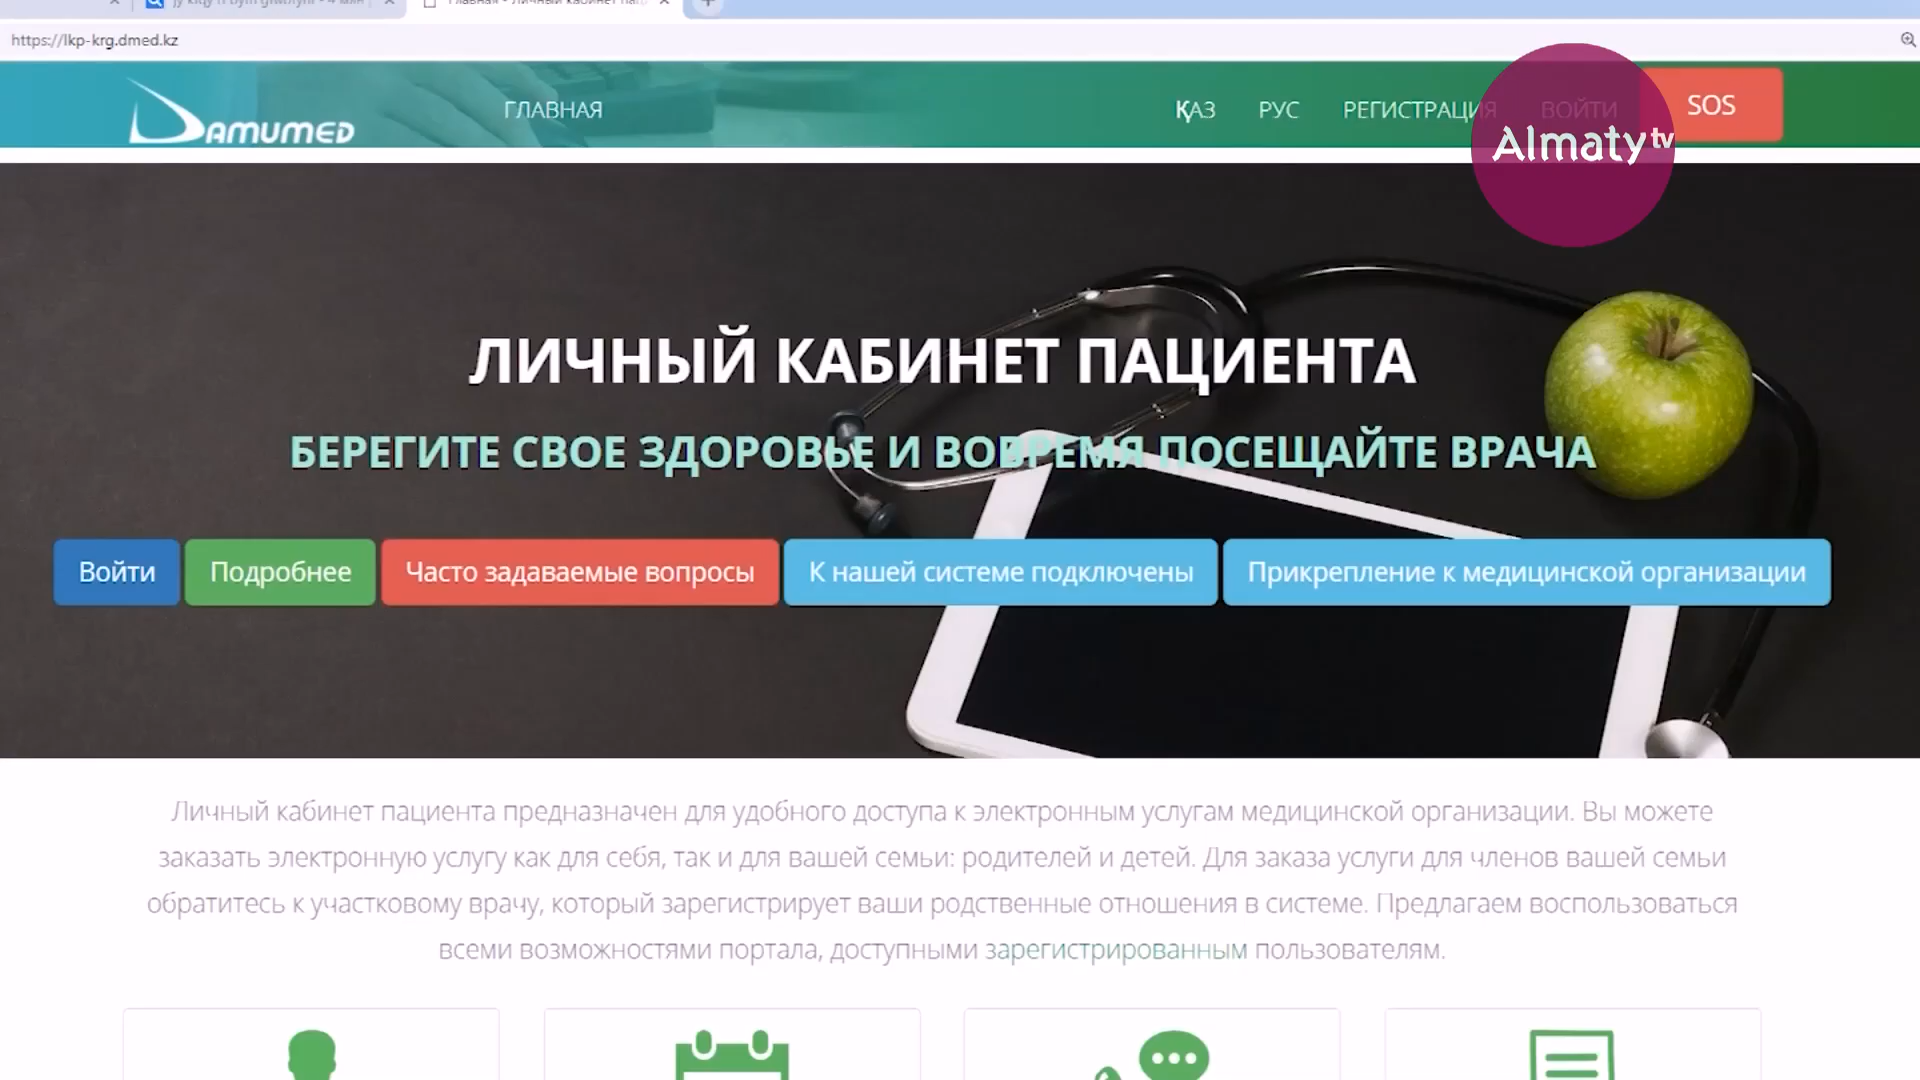 https://lkp-krg.dmed.kz
DAMUMED
ГЛАВНАЯ
ҚАЗ
РУС
РЕГИСТРАЦИЯ
ВОЙТИ
SOS
Almaty tv
ЛИЧНЫЙ КАБИНЕТ ПАЦИЕНТА
БЕРЕГИТЕ СВОЕ ЗДОРОВЬЕ И ВОВРЕМЯ ПОСЕЩАЙТЕ ВРАЧА
Войти
Подробнее
Часто задаваемые вопросы
К нашей системе подключены
Прикрепление к медицинской организации
Личный кабинет пациента предназначен для удобного доступа к электронным услугам медицинской организации. Вы можете
заказать электронную услугу как для себя, так и для вашей семьи: родителей и детей. Для заказа услуги для членов вашей семьи
обратитесь к участковому врачу, который зарегистрирует ваши родственные отношения в системе. Предлагаем воспользоваться
всеми возможностями портала, доступными зарегистрированным пользователям.